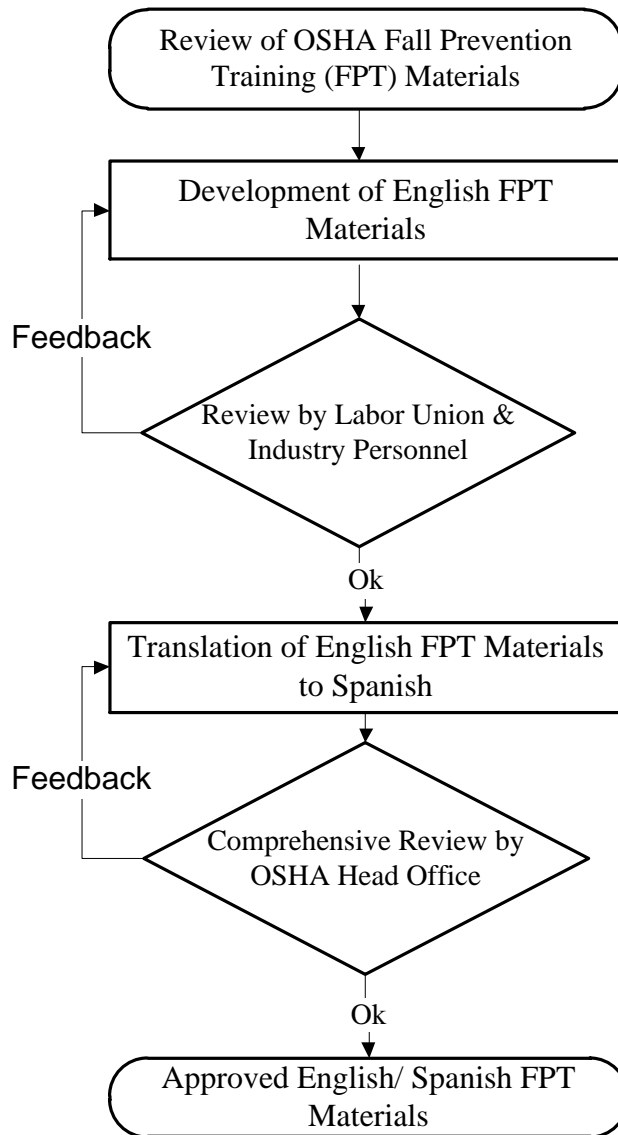 Review of OSHA Fall Prevention
Training (FPT) Materials
Development of English FPT
Materials
Feedback
Review by Labor Union &
Industry Personnel
Ok
Translation of English FPT Materials
to Spanish
Feedback
Comprehensive Review by
OSHA Head Office
Ok
Approved English/ Spanish FPT
Materials